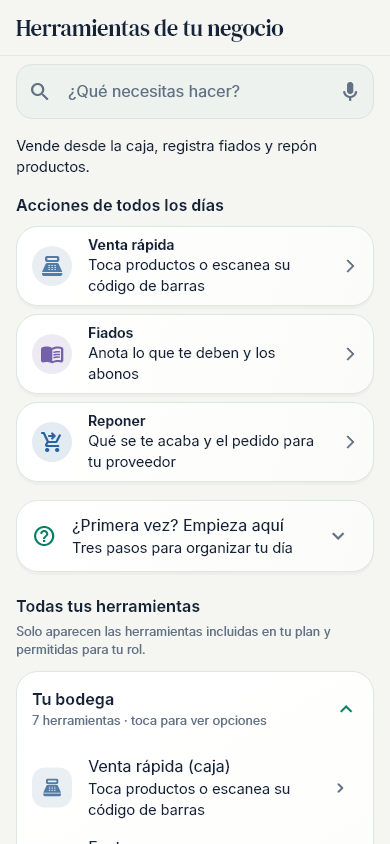 Herramientas de tu negocio
¿Qué necesitas hacer?
Vende desde la caja, registra fiados y repón
productos.
Acciones de todos los días
Venta rápida
Toca productos o escanea su
código de barras
Fiados
Anota lo que te deben y los
abonos
Reponer
Qué se te acaba y el pedido para
tu proveedor
¿Primera vez? Empieza aquí
Tres pasos para organizar tu día
Todas tus herramientas
Solo aparecen las herramientas incluidas en tu plan y
permitidas para tu rol.
Tu bodega
7 herramientas · toca para ver opciones
Venta rápida (caja)
Toca productos o escanea su
código de barras